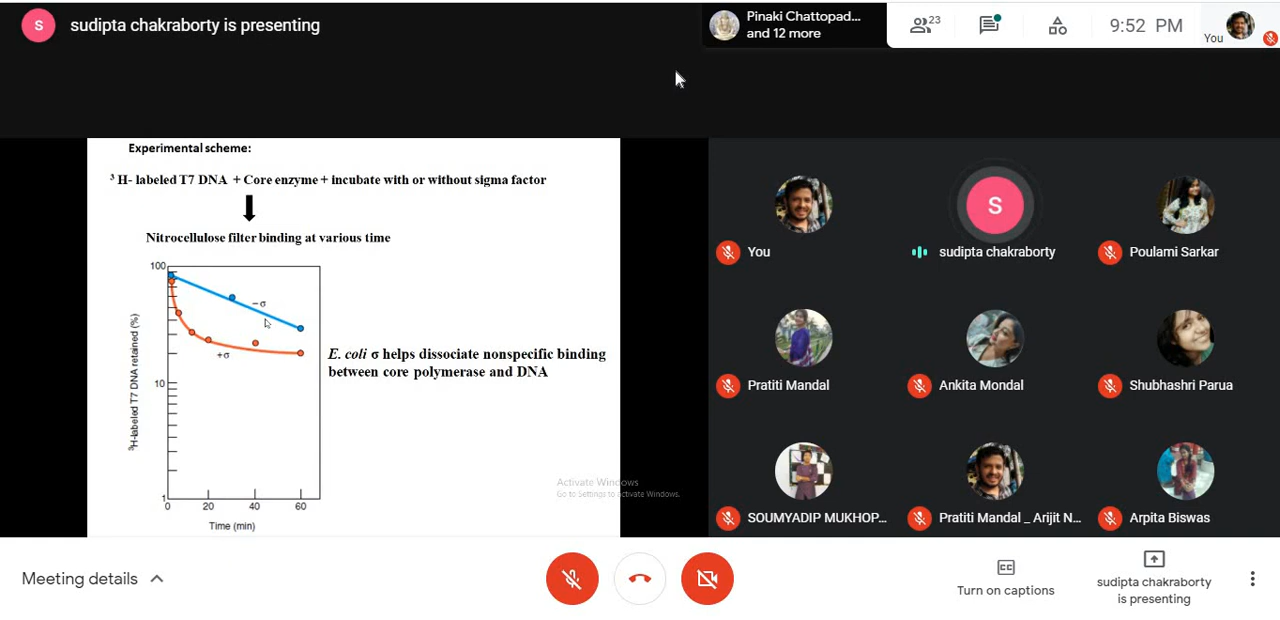 S
sudipta chakraborty is presenting
Pinaki Chattopad...
and 12 more
23
9:52 PM
You
Experimental scheme:
³ H- labeled T7 DNA + Core enzyme + incubate with or without sigma factor
Nitrocellulose filter binding at various time
100
10
1
³H-labeled T7 DNA retained (%)
−σ
+σ
0 20 40 60
Time (min)
E. coli σ helps dissociate nonspecific binding
between core polymerase and DNA
Activate Windows
Go to Settings to activate Windows.
You
S
sudipta chakraborty
Poulami Sarkar
Pratiti Mandal
Ankita Mondal
Shubhashri Parua
SOUMYADIP MUKHOP...
Pratiti Mandal _ Arijit N...
Arpita Biswas
Meeting details
CC
Turn on captions
sudipta chakraborty
is presenting